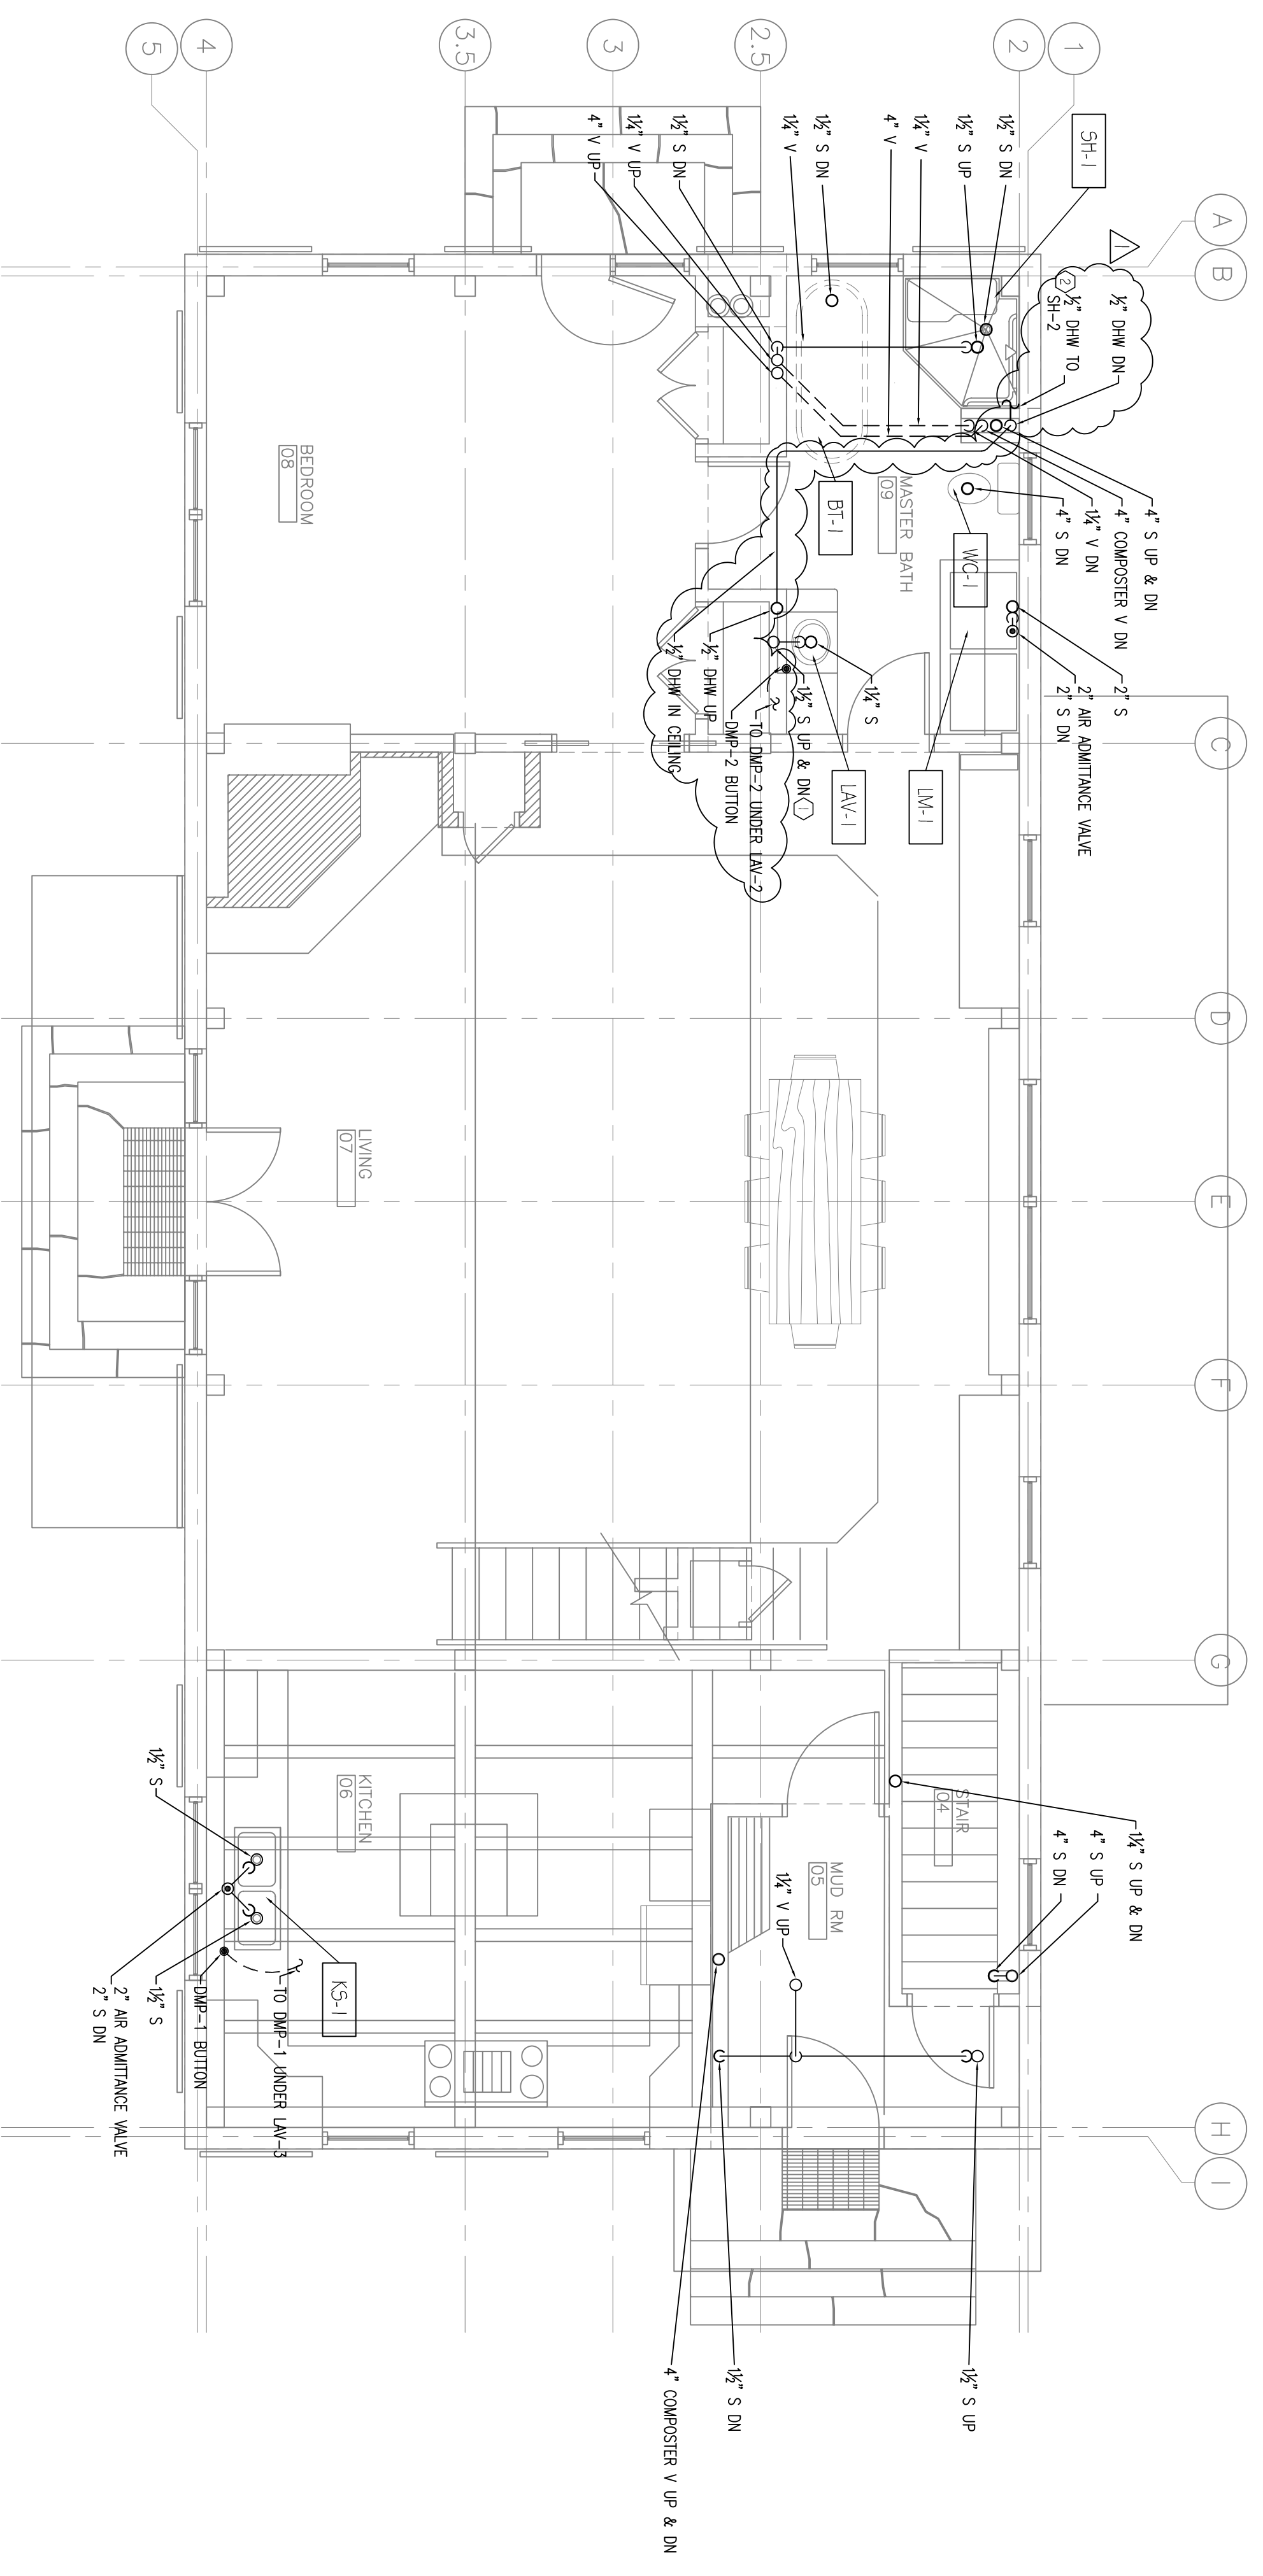 1
2
2.5
3
3.5
4
5
A
B
C
D
E
F
G
H
I
SH-1
1½" S DN
1½" S UP
1¼" V
4" V
1½" S DN
1¼" V
1½" S DN
1¼" V UP
4" V UP
1
½" DHW DN
½" DHW TO
SH-2
2
4" S UP & DN
4" COMPOSTER V DN
1¼" V DN
4" S DN
WC-1
MASTER BATH
09
BT-1
BEDROOM
08
2" S
2" AIR ADMITTANCE VALVE
2" S DN
LM-1
1¼" S
LAV-1
1½" S UP & DN
1
TO DMP-2 UNDER LAV-2
DMP-2 BUTTON
½" DHW UP
½" DHW IN CEILING
LIVING
07
1¼" S UP & DN
4" S UP
4" S DN
STAIR
04
MUD RM
05
1¼" V UP
KITCHEN
06
1½" S
KS-1
TO DMP-1 UNDER LAV-3
DMP-1 BUTTON
1½" S
2" AIR ADMITTANCE VALVE
2" S DN
1½" S UP
1½" S DN
4" COMPOSTER V UP & DN